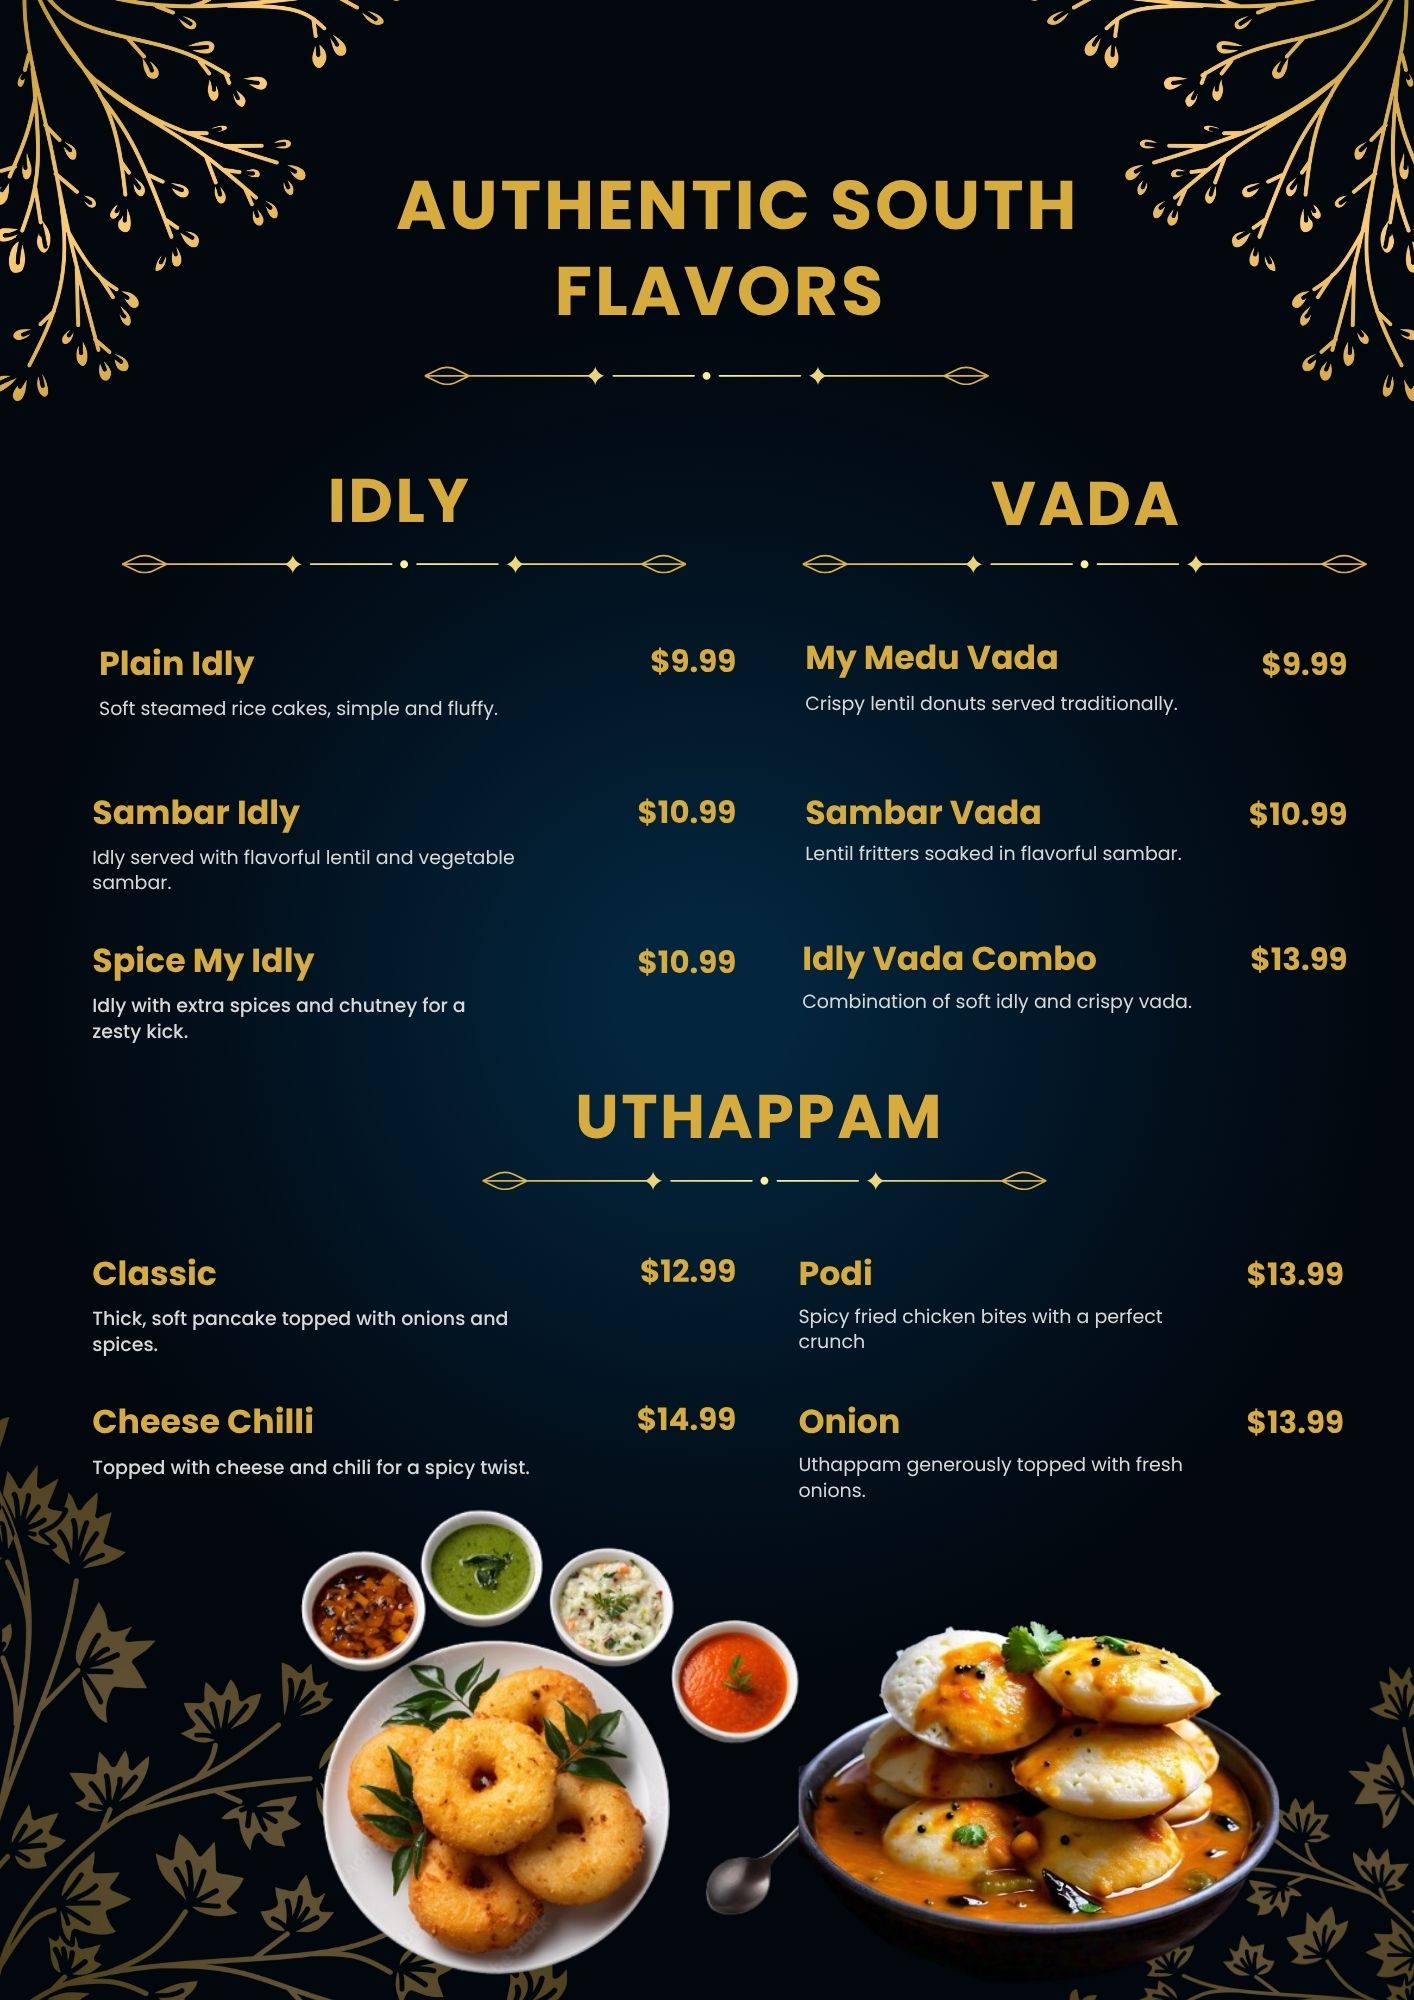 AUTHENTIC SOUTH
FLAVORS
IDLY
Plain Idly $9.99
Soft steamed rice cakes, simple and fluffy.
Sambar Idly $10.99
Idly served with flavorful lentil and vegetable
sambar.
Spice My Idly $10.99
Idly with extra spices and chutney for a
zesty kick.
VADA
My Medu Vada $9.99
Crispy lentil donuts served traditionally.
Sambar Vada $10.99
Lentil fritters soaked in flavorful sambar.
Idly Vada Combo $13.99
Combination of soft idly and crispy vada.
UTHAPPAM
Classic $12.99
Thick, soft pancake topped with onions and
spices.
Cheese Chilli $14.99
Topped with cheese and chili for a spicy twist.
Podi $13.99
Spicy fried chicken bites with a perfect
crunch
Onion $13.99
Uthappam generously topped with fresh
onions.